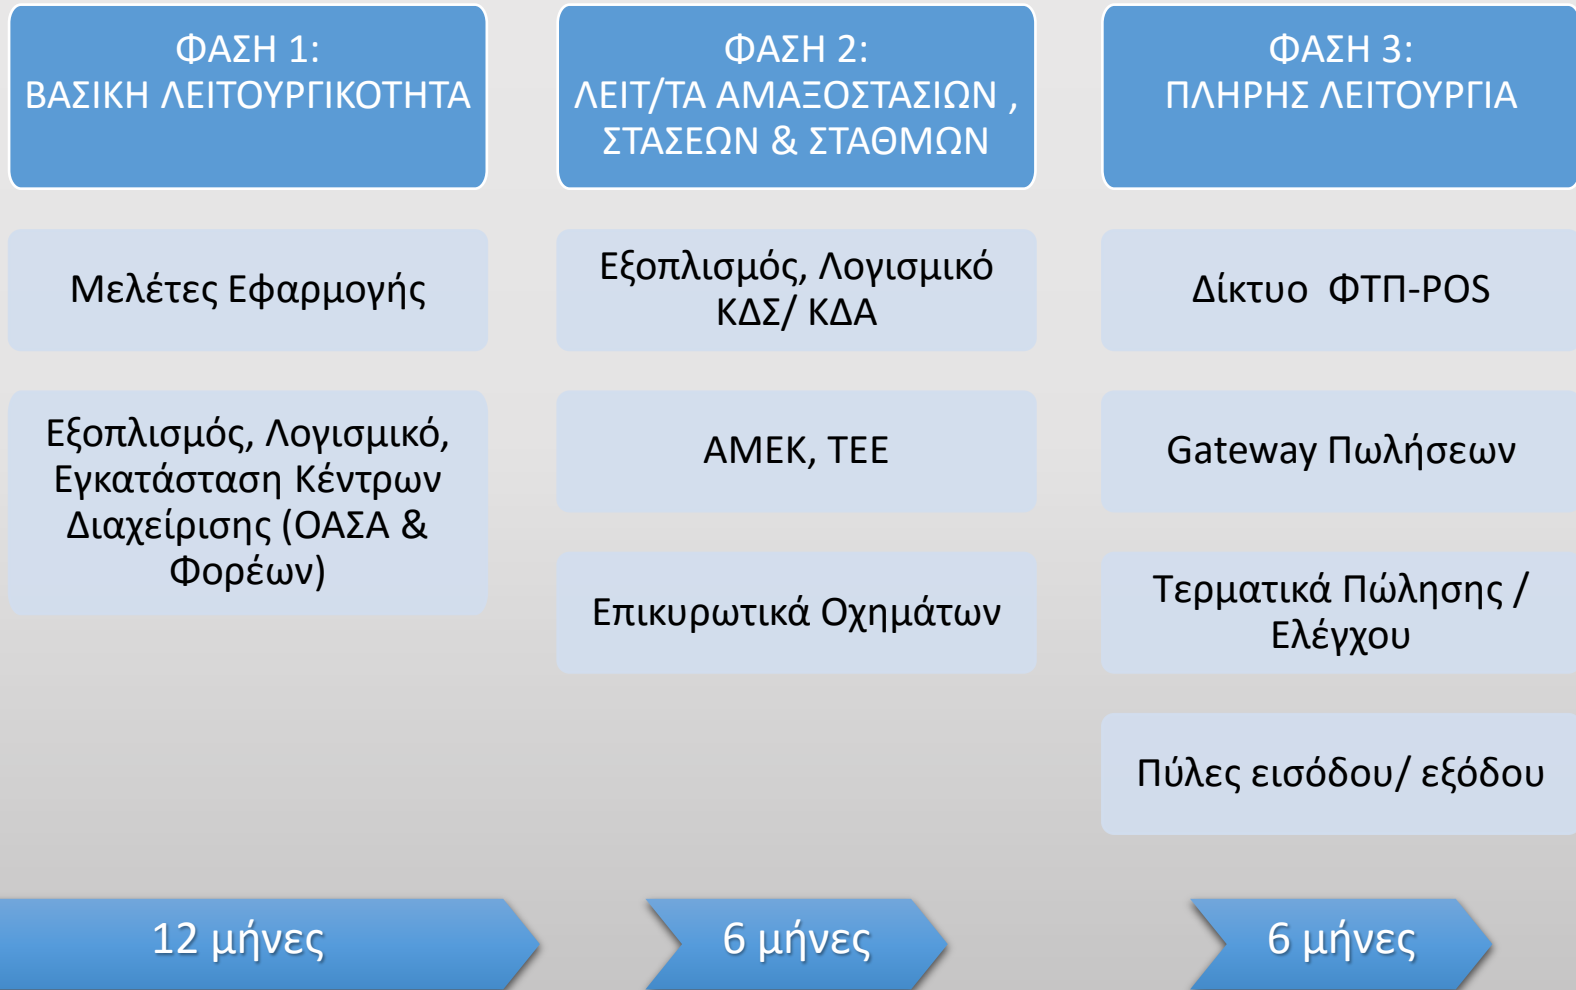 ΦΑΣΗ 1:
ΒΑΣΙΚΗ ΛΕΙΤΟΥΡΓΙΚΟΤΗΤΑ
Μελέτες Εφαρμογής
Εξοπλισμός, Λογισμικό,
Εγκατάσταση Κέντρων
Διαχείρισης (ΟΑΣΑ &
Φορέων)
12 μήνες
ΦΑΣΗ 2:
ΛΕΙΤ/ΤΑ ΑΜΑΞΟΣΤΑΣΙΩΝ ,
ΣΤΑΣΕΩΝ & ΣΤΑΘΜΩΝ
Εξοπλισμός, Λογισμικό
ΚΔΣ/ ΚΔΑ
ΑΜΕΚ, ΤΕΕ
Επικυρωτικά Οχημάτων
6 μήνες
ΦΑΣΗ 3:
ΠΛΗΡΗΣ ΛΕΙΤΟΥΡΓΙΑ
Δίκτυο ΦΤΠ-POS
Gateway Πωλήσεων
Τερματικά Πώλησης /
Ελέγχου
Πύλες εισόδου/ εξόδου
6 μήνες